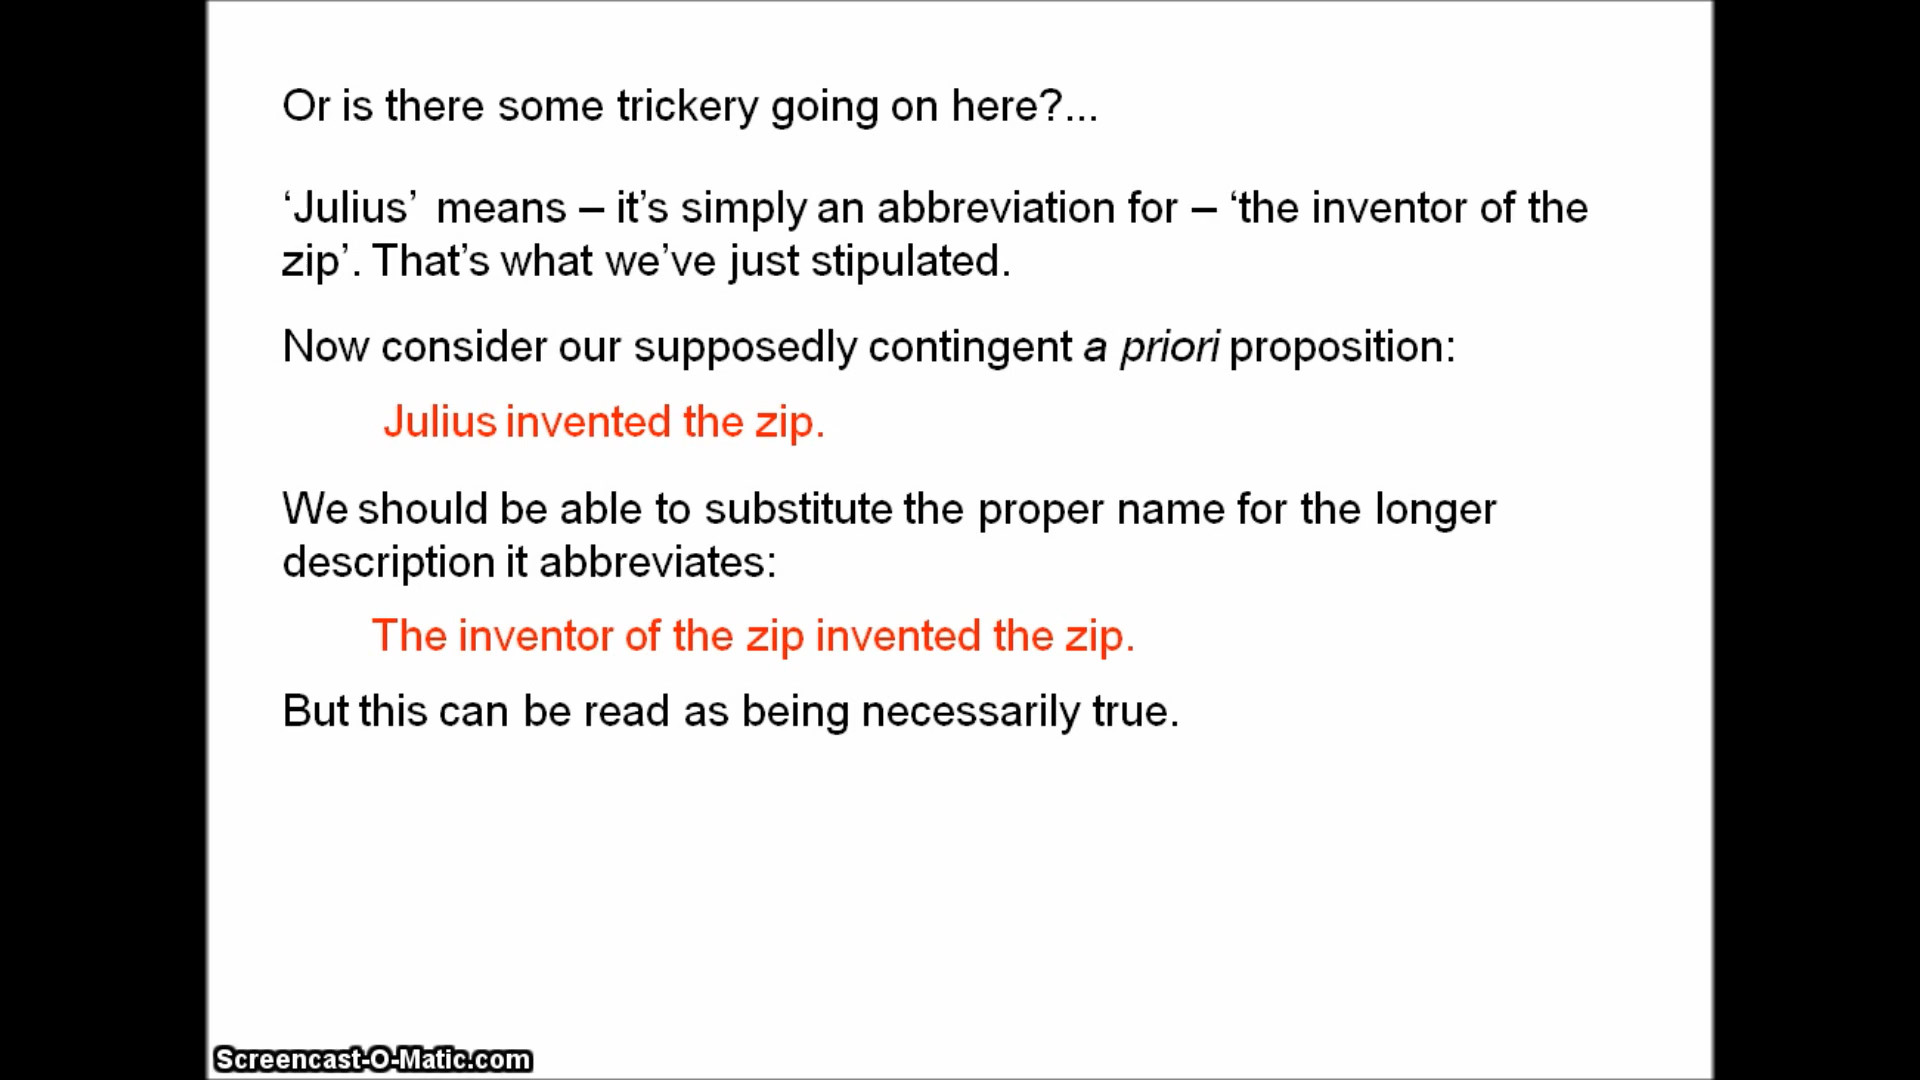 Or is there some trickery going on here?...
‘Julius’ means – it’s simply an abbreviation for – ‘the inventor of the
zip’. That’s what we’ve just stipulated.
Now consider our supposedly contingent a priori proposition:
Julius invented the zip.
We should be able to substitute the proper name for the longer
description it abbreviates:
The inventor of the zip invented the zip.
But this can be read as being necessarily true.
Screencast-O-Matic.com